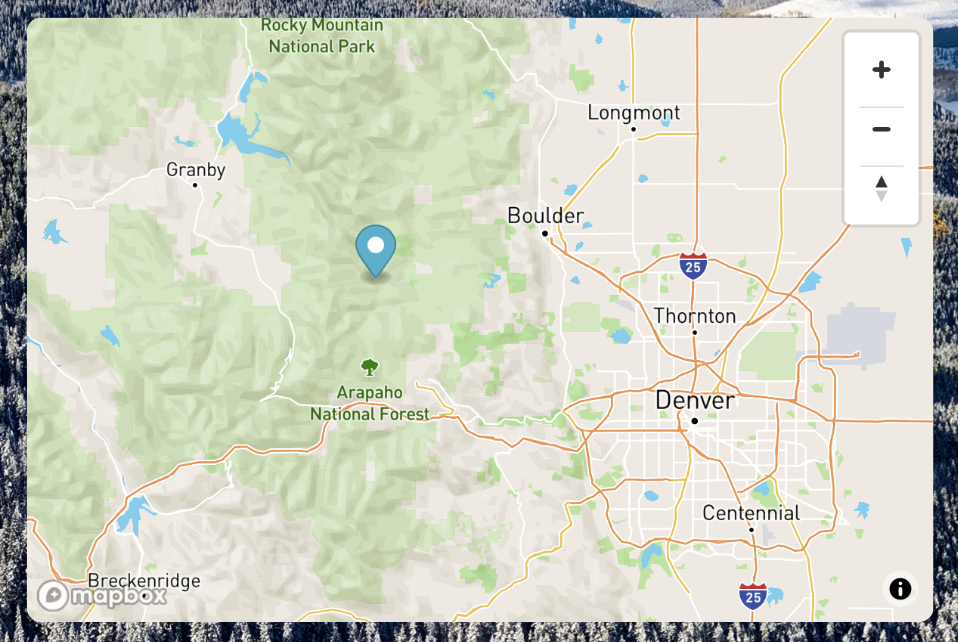 Rocky Mountain
National Park
Longmont
Granby
Boulder
25
Thornton
Arapaho
National Forest
Denver
Centennial
Breckenridge
mapbox
25